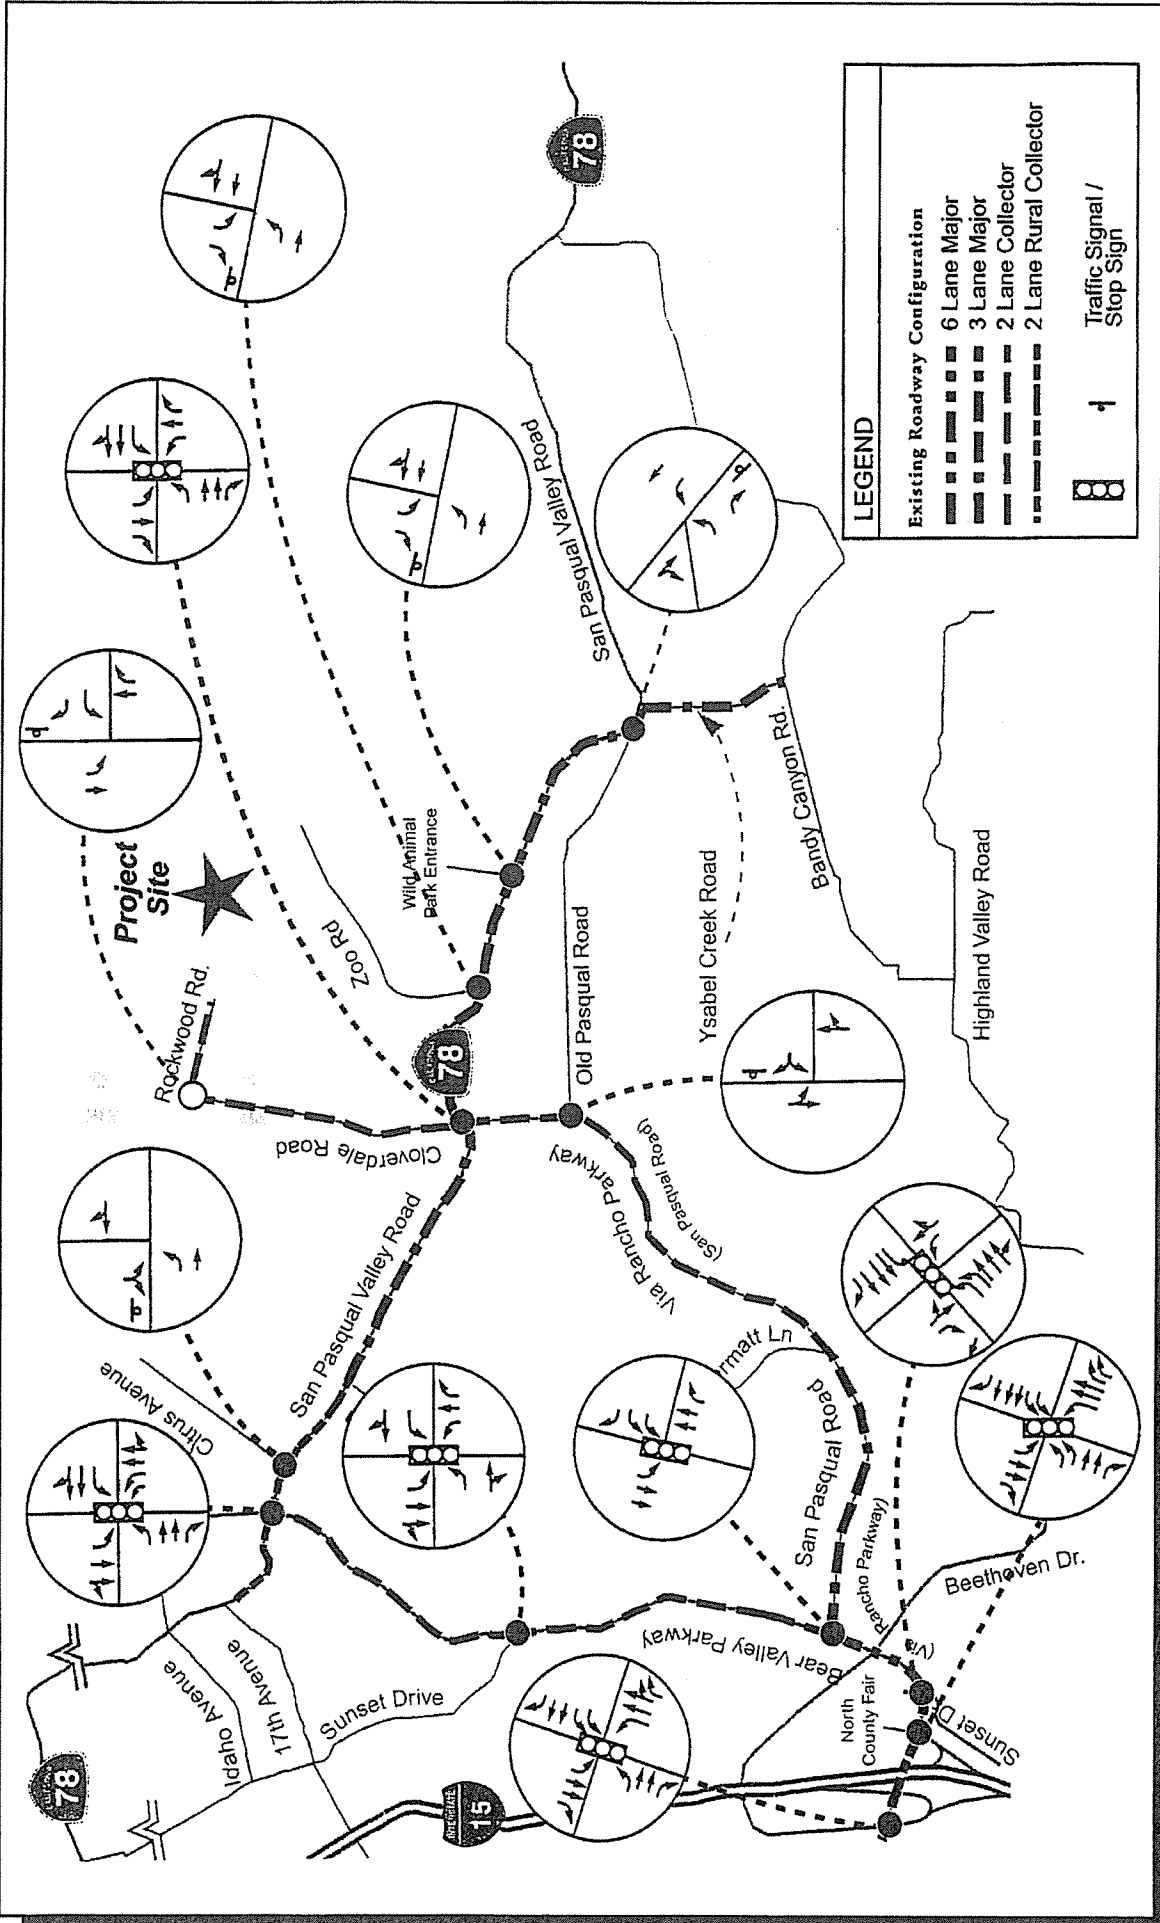 78
Idaho Avenue
17th Avenue
Sunset Drive
INTERSTATE
15
Citrus Avenue
San Pasqual Valley Road
Cloverdale Road
Rockwood Rd.
Project
Site
Zoo Rd
Wild Animal
Park Entrance
78
San Pasqual Valley Road
78
Old Pasqual Road
Via Rancho Parkway
(San Pasqual Road)
Ysabel Creek Road
Bandy Canyon Rd.
Highland Valley Road
rmatt Ln
San Pasqual Road
Rancho Parkway)
(Via
Bear Valley Parkway
North
County Fair
Sunset D
Beethoven Dr.
LEGEND
Existing Roadway Configuration
6 Lane Major
3 Lane Major
2 Lane Collector
2 Lane Rural Collector
Traffic Signal /
Stop Sign